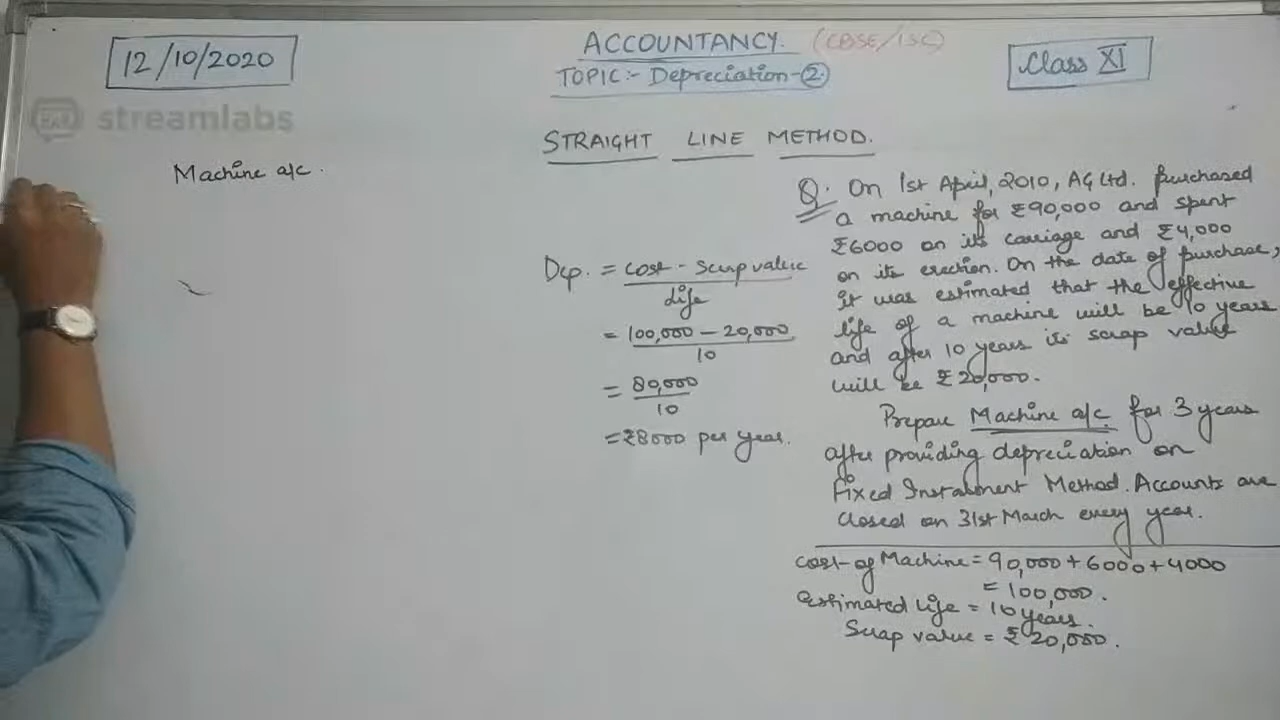 12/10/2020
ACCOUNTANCY. (CBSE/ISC)
TOPIC:- Depreciation-②
Class XI
streamlabs
STRAIGHT LINE METHOD.
Machine a/c.
Q. On 1st April, 2010, AG Ltd. purchased
a machine for ₹90,000 and spent
₹6000 on its carriage and ₹4,000
on its erection. On the date of purchase,
it was estimated that the effective
life of a machine will be 10 years
and after 10 years its scrap value
will be ₹20,000.
Prepare Machine a/c for 3 years
after providing depreciation on
Fixed Instalment Method. Accounts are
closed on 31st March every year.
Dep. = cost - scrap value
Life
= 100,000 - 20,000
10
= 80,000
10
= ₹8000 per year.
Cost of Machine = 90,000 + 6000 + 4000
= 100,000.
Estimated Life = 10 years.
Scrap value = ₹20,000.